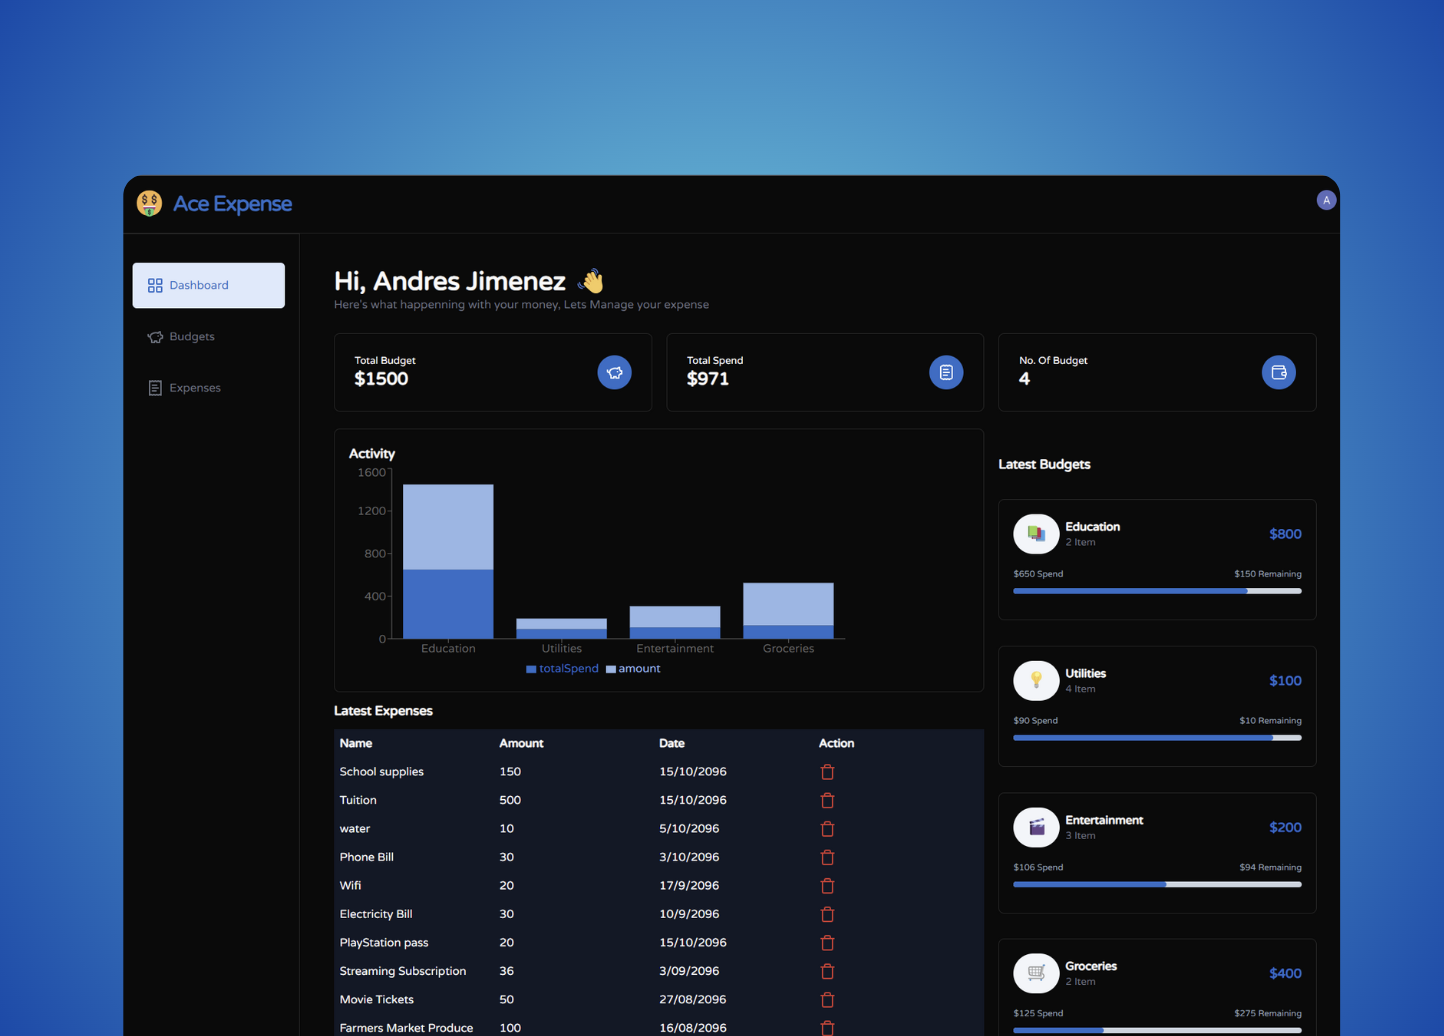 Ace Expense
A
Dashboard
Budgets
Expenses
Hi, Andres Jimenez
Here's what happenning with your money, Lets Manage your expense
Total Budget
$1500
Total Spend
$971
No. Of Budget
4
Activity
1600
1200
800
400
0
Education Utilities Entertainment Groceries
totalSpend amount
Latest Expenses
Name Amount Date Action
School supplies 150 15/10/2096
Tuition 500 15/10/2096
water 10 5/10/2096
Phone Bill 30 3/10/2096
Wifi 20 17/9/2096
Electricity Bill 30 10/9/2096
PlayStation pass 20 15/10/2096
Streaming Subscription 36 3/09/2096
Movie Tickets 50 27/08/2096
Farmers Market Produce 100 16/08/2096
Latest Budgets
Education
2 Item
$800
$650 Spend $150 Remaining
Utilities
4 Item
$100
$90 Spend $10 Remaining
Entertainment
3 Item
$200
$106 Spend $94 Remaining
Groceries
2 Item
$400
$125 Spend $275 Remaining